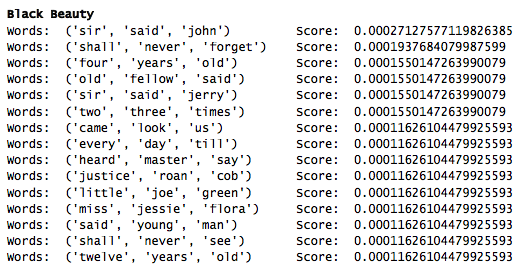 Black Beauty
Words:  ('sir', 'said', 'john')  Score:  0.00027127577119826385
Words:  ('shall', 'never', 'forget')  Score:  0.0001937684079987599
Words:  ('four', 'years', 'old')  Score:  0.0001550147263990079
Words:  ('old', 'fellow', 'said')  Score:  0.0001550147263990079
Words:  ('sir', 'said', 'jerry')  Score:  0.0001550147263990079
Words:  ('two', 'three', 'times')  Score:  0.0001550147263990079
Words:  ('came', 'look', 'us')  Score:  0.00011626104479925593
Words:  ('every', 'day', 'till')  Score:  0.00011626104479925593
Words:  ('heard', 'master', 'say')  Score:  0.00011626104479925593
Words:  ('justice', 'roan', 'cob')  Score:  0.00011626104479925593
Words:  ('little', 'joe', 'green')  Score:  0.00011626104479925593
Words:  ('miss', 'jessie', 'flora')  Score:  0.00011626104479925593
Words:  ('said', 'young', 'man')  Score:  0.00011626104479925593
Words:  ('shall', 'never', 'see')  Score:  0.00011626104479925593
Words:  ('twelve', 'years', 'old')  Score:  0.00011626104479925593